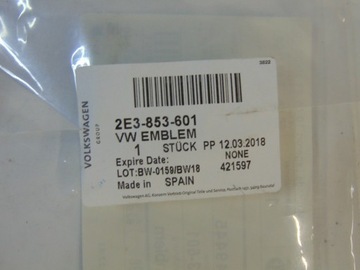 VOLKSWAGEN
GROUP
2E3-853-601
VW EMBLEM
1 STÜCK PP 12.03.2018
Expire Date: NONE
LOT:BW-0159/BW18 421597
Made in SPAIN